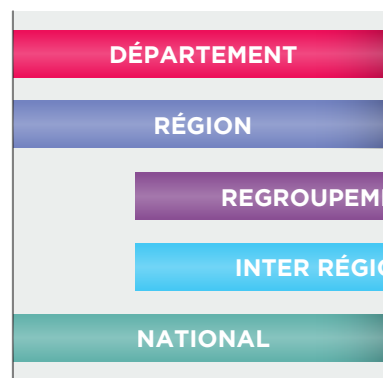 DÉPARTEMENT
RÉGION
REGROUPEM
INTER RÉGIO
NATIONAL